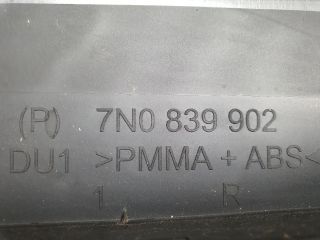 (P) 7N0 839 902
DU1 >PMMA + ABS<
1 R